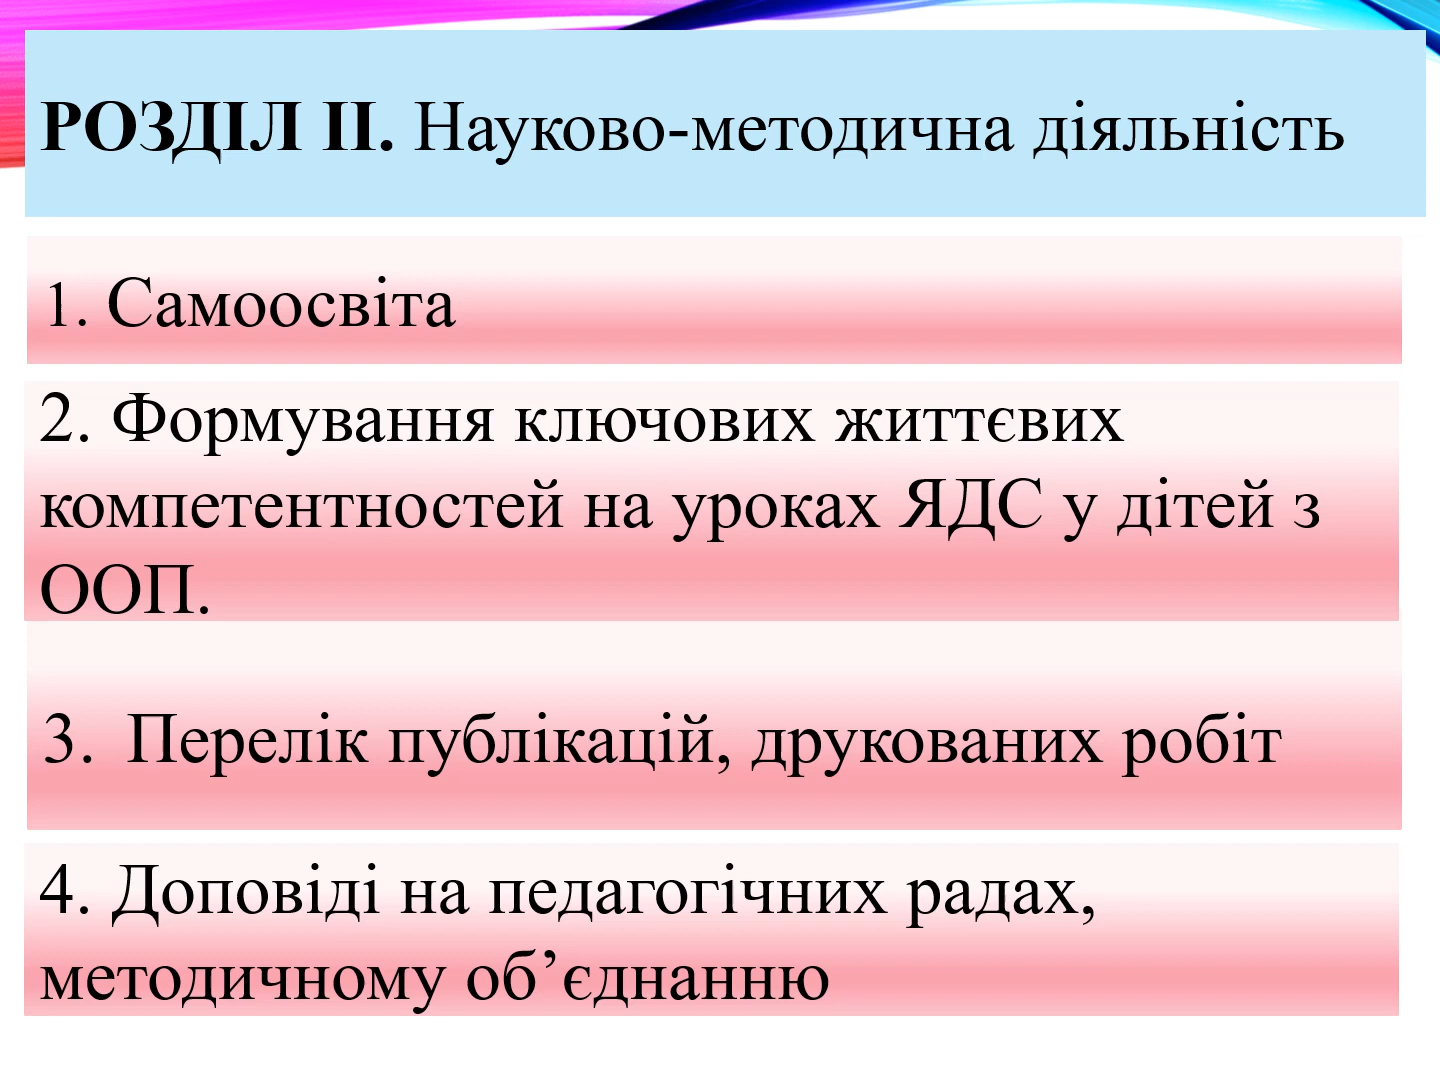 РОЗДІЛ ІІ. Науково-методична діяльність
1. Самоосвіта
2. Формування ключових життєвих
компетентностей на уроках ЯДС у дітей з
ООП.
3. Перелік публікацій, друкованих робіт
4. Доповіді на педагогічних радах,
методичному об’єднанню